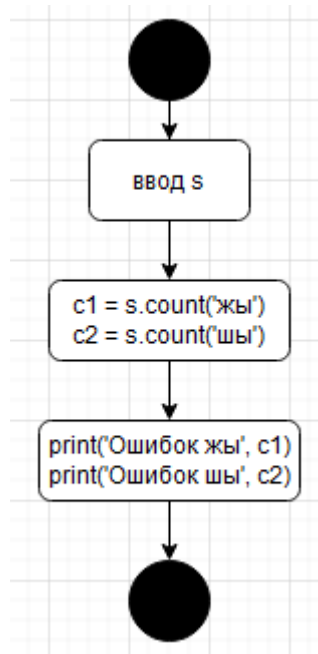 ввод s
c1 = s.count('жы')
c2 = s.count('шы')
print('Ошибок жы', c1)
print('Ошибок шы', c2)